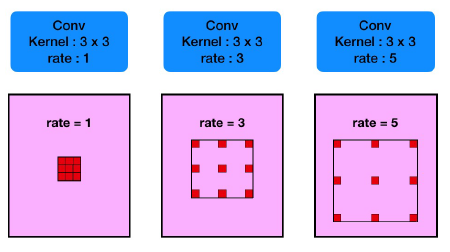 Conv
Kernel : 3 x 3
rate : 1
Conv
Kernel : 3 x 3
rate : 3
Conv
Kernel : 3 x 3
rate : 5
rate = 1
rate = 3
rate = 5